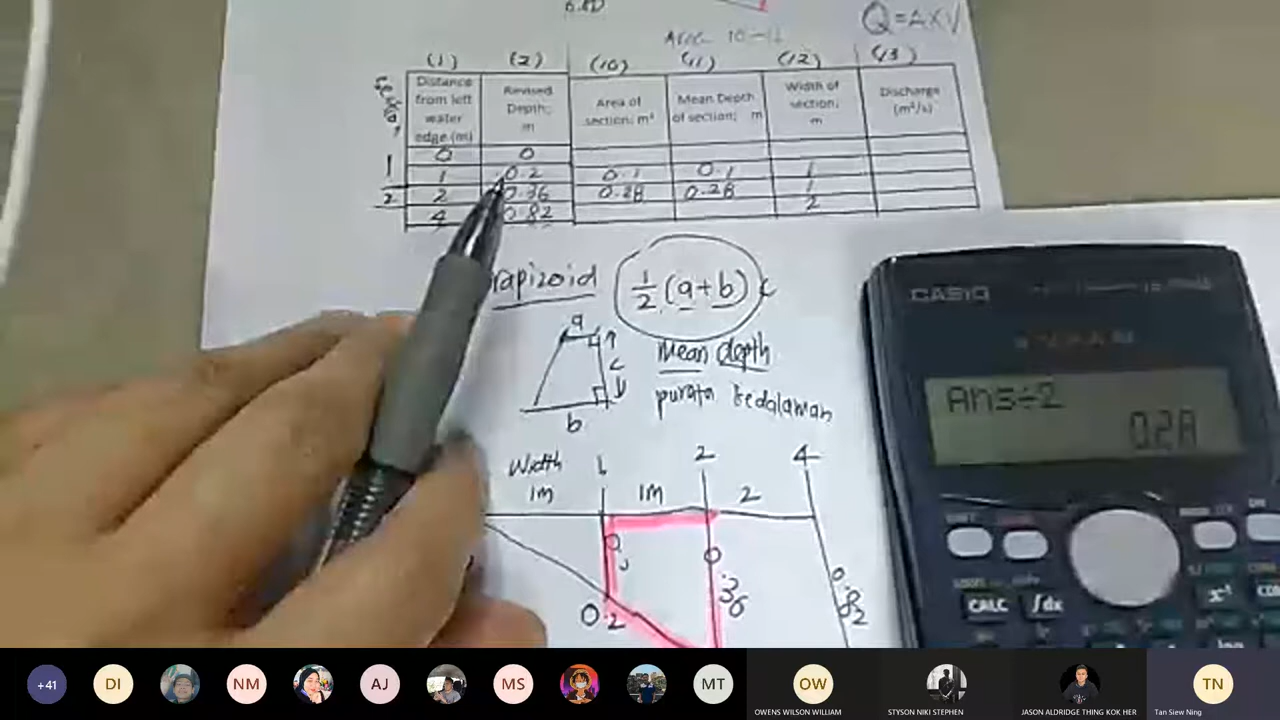 Q=AxV
(1) (2) (10) (11) (12) (13)
Distance from left water edge (m)
Revised Depth; m
Area of section; m²
Mean Depth of section; m
Width of section; m
Discharge (m³/s)
0 0
1
1 0.2 0.1 0.1 1
2 2 0.36 0.28 0.28 1
4 0.82 2
rapizoid ½ (a+b) c
a
c
b
Mean depth
purata kedalaman
Width 1 2 4
1m 1m 2
0.2
0.36
0.82
CASIO
Ans÷2
0.28
CALC ∫dx x⁻¹
+41 DI NM AJ MS MT OW TN
OWENS WILSON WILLIAM
STYSON NIKI STEPHEN
JASON ALDRIDGE THING KOK HER
Tan Siew Ning